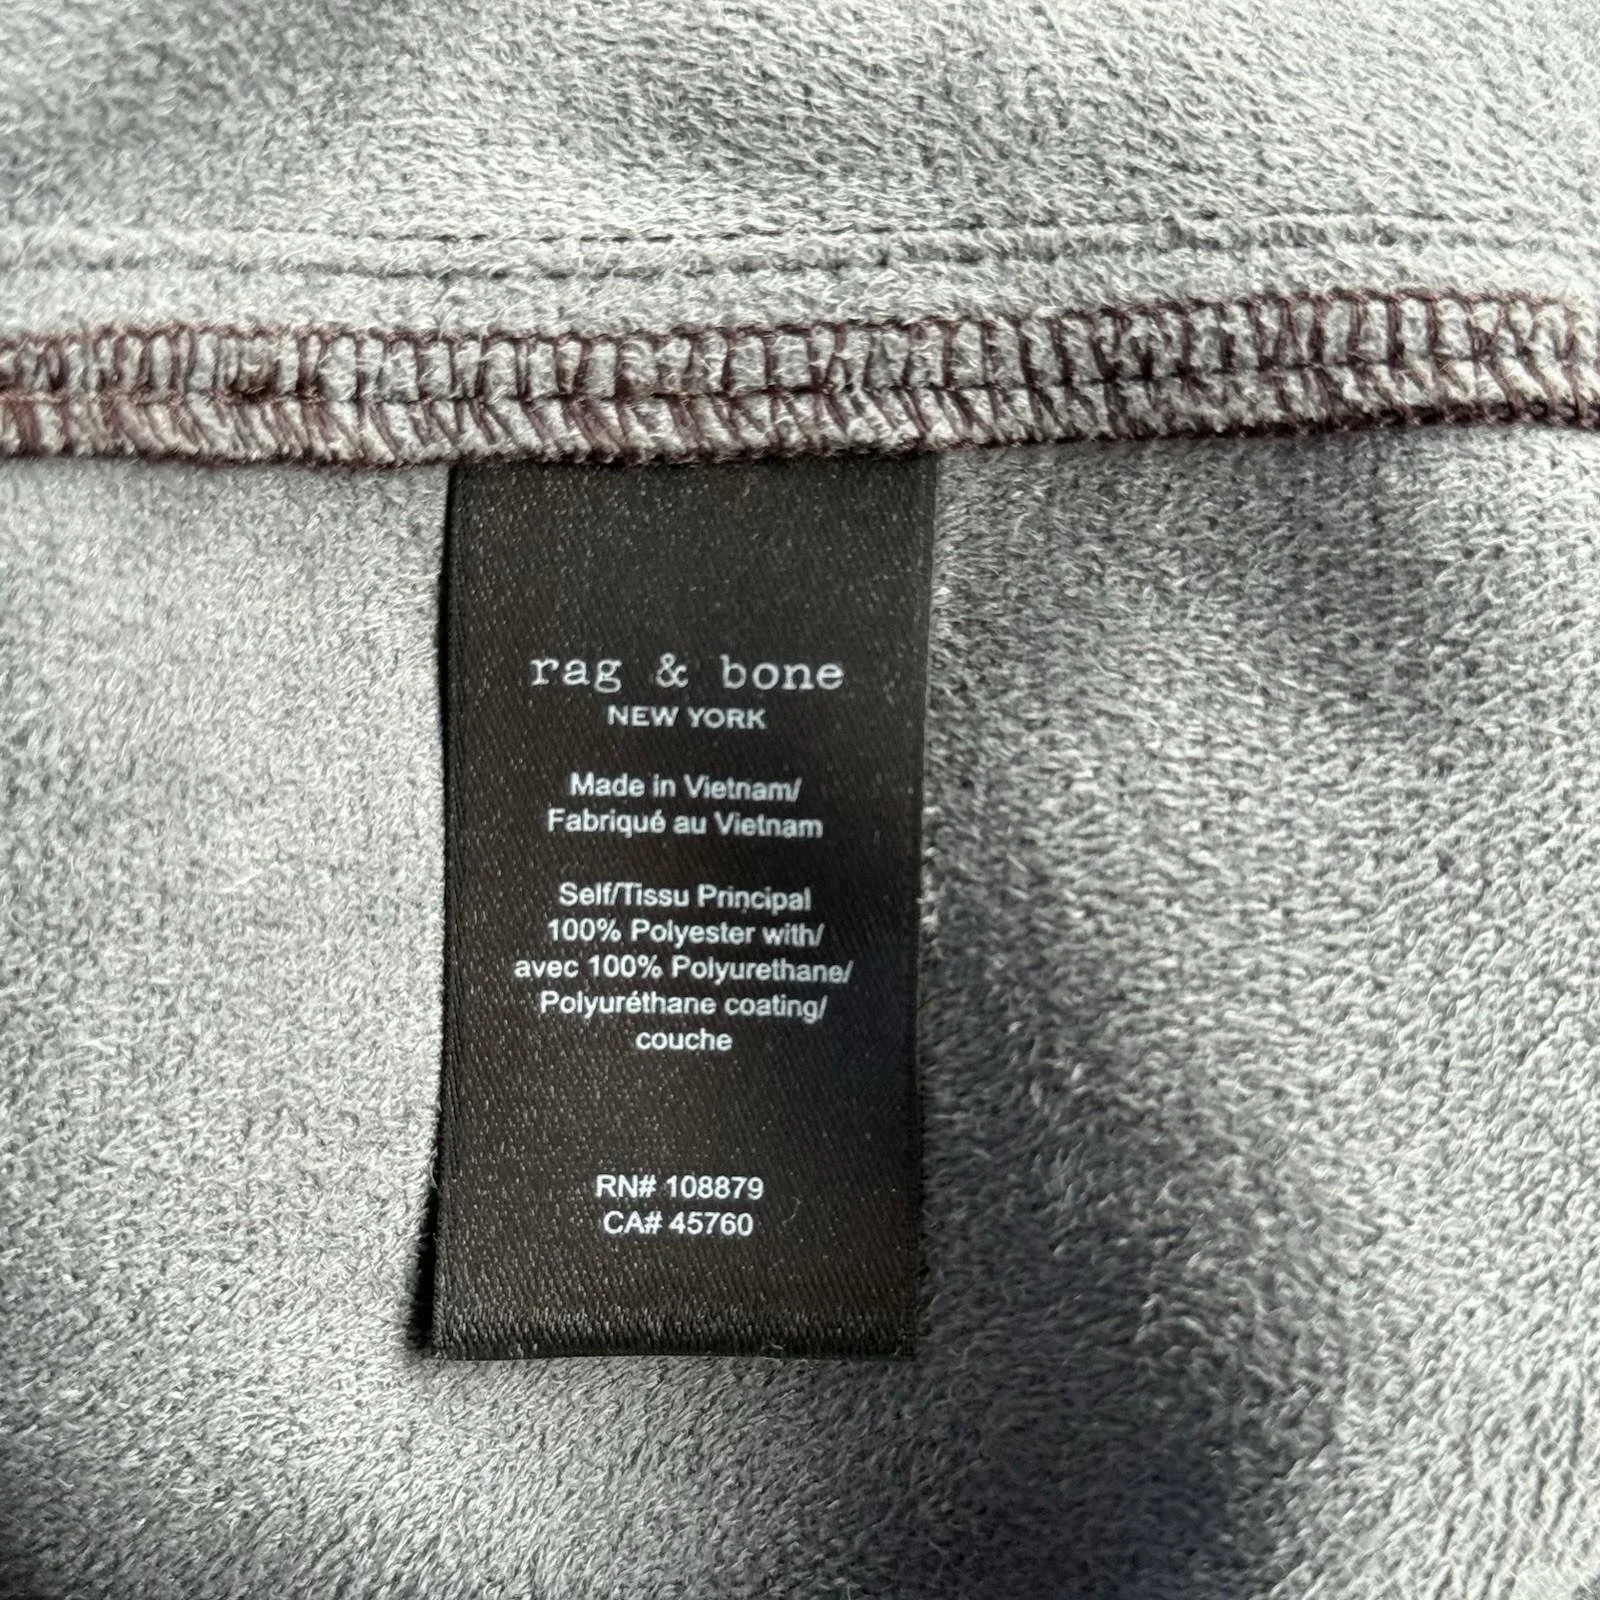 rag & bone
NEW YORK
Made in Vietnam/
Fabriqué au Vietnam
Self/Tissu Principal
100% Polyester with/
avec 100% Polyurethane/
Polyuréthane coating/
couche
RN# 108879
CA# 45760